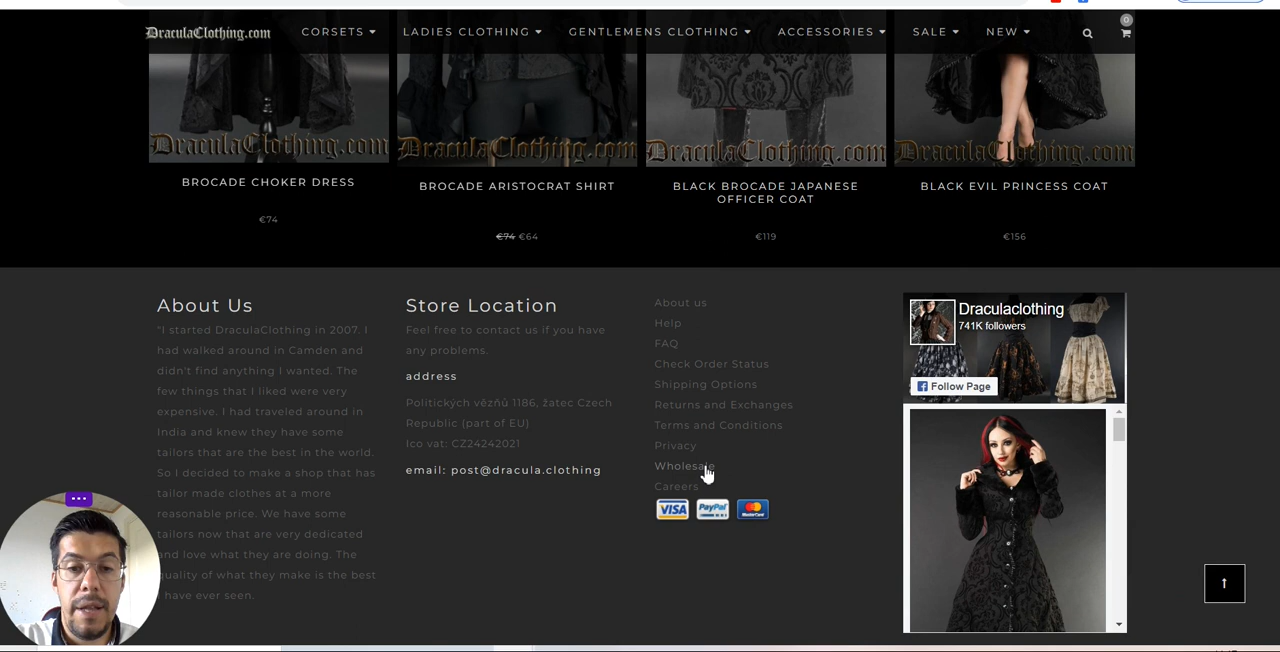 DraculaClothing.com
CORSETS
LADIES CLOTHING
GENTLEMENS CLOTHING
ACCESSORIES
SALE
NEW
0
DraculaClothing.com
DraculaClothing.com
DraculaClothing.com
DraculaClothing.com
BROCADE CHOKER DRESS
€74
BROCADE ARISTOCRAT SHIRT
€74 €64
BLACK BROCADE JAPANESE
OFFICER COAT
€119
BLACK EVIL PRINCESS COAT
€156
About Us
"I started DraculaClothing in 2007. I
had walked around in Camden and
didn't find anything I wanted. The
few things that I liked were very
expensive. I had traveled around in
India and knew they have some
tailors that are the best in the world.
So I decided to make a shop that has
tailor made clothes at a more
reasonable price. We have some
tailors now that are very dedicated
and love what they are doing. The
quality of what they make is the best
I have ever seen.
Store Location
Feel free to contact us if you have
any problems.
address
Politických vězňů 1186, žatec Czech
Republic (part of EU)
Ico vat: CZ24242021
email: post@dracula.clothing
About us
Help
FAQ
Check Order Status
Shipping Options
Returns and Exchanges
Terms and Conditions
Privacy
Wholesale
Careers
VISA
PayPal
MasterCard
Draculaclothing
741K followers
Follow Page